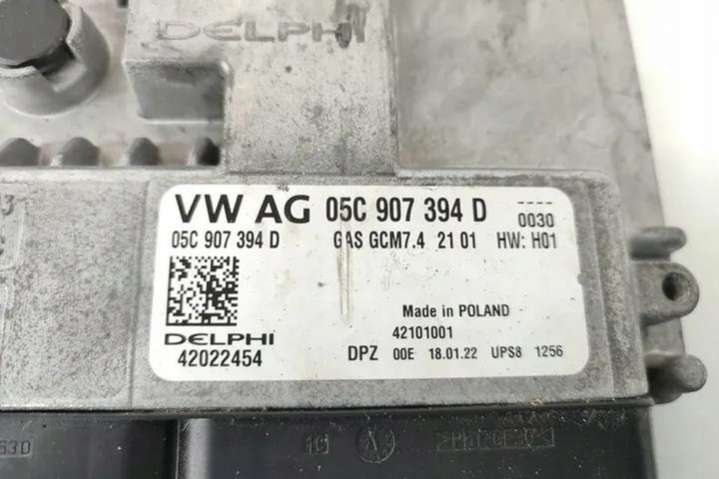 DELPHI
VW AG 05C 907 394 D
----
0030
05C 907 394 D GAS GCM7.4 21 01 HW: H01
Made in POLAND
42101001
DELPHI
42022454
DPZ 00E 18.01.22 UPS8 1256